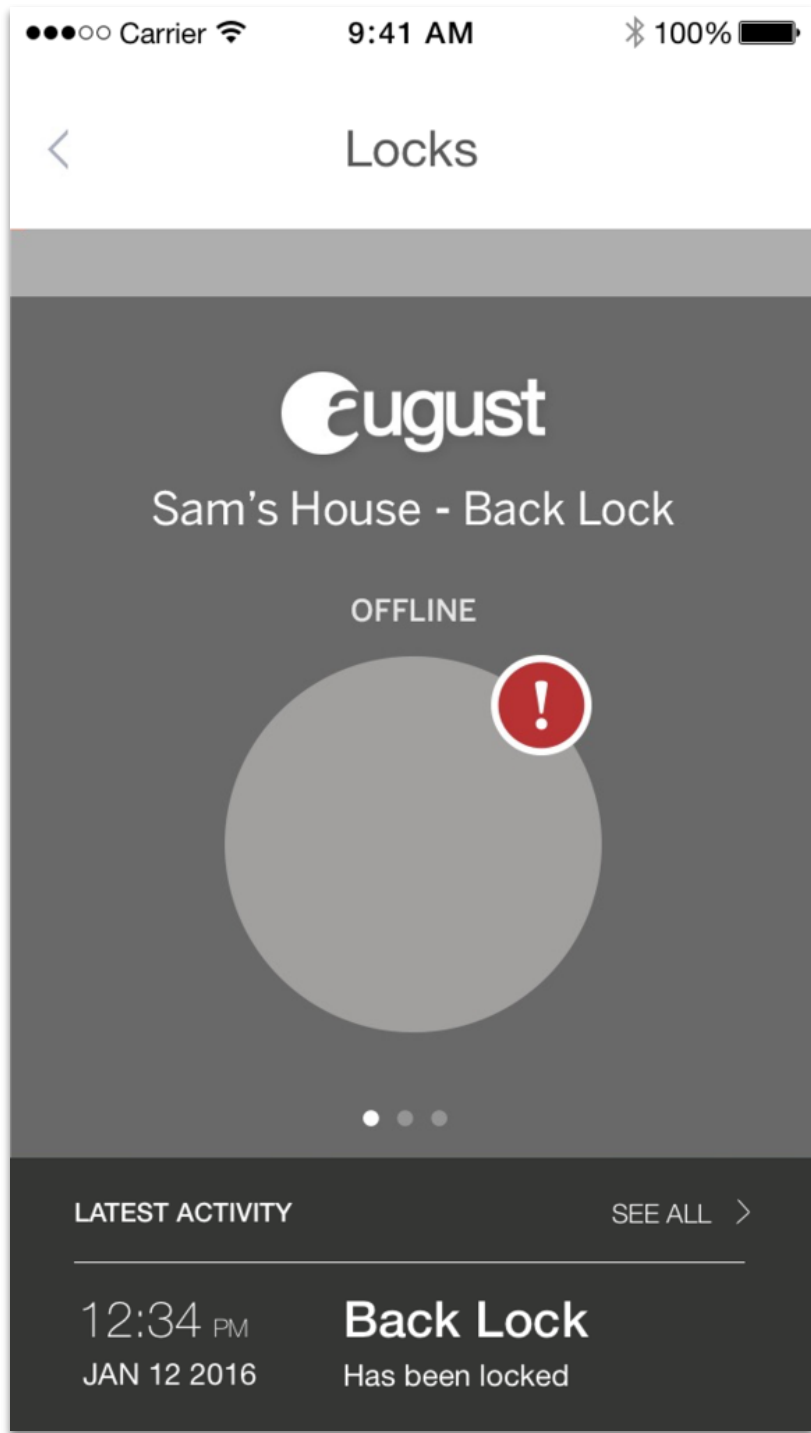 Carrier 9:41 AM 100%
Locks
august
Sam's House - Back Lock
OFFLINE
!
LATEST ACTIVITY SEE ALL >
12:34 PM Back Lock
JAN 12 2016 Has been locked